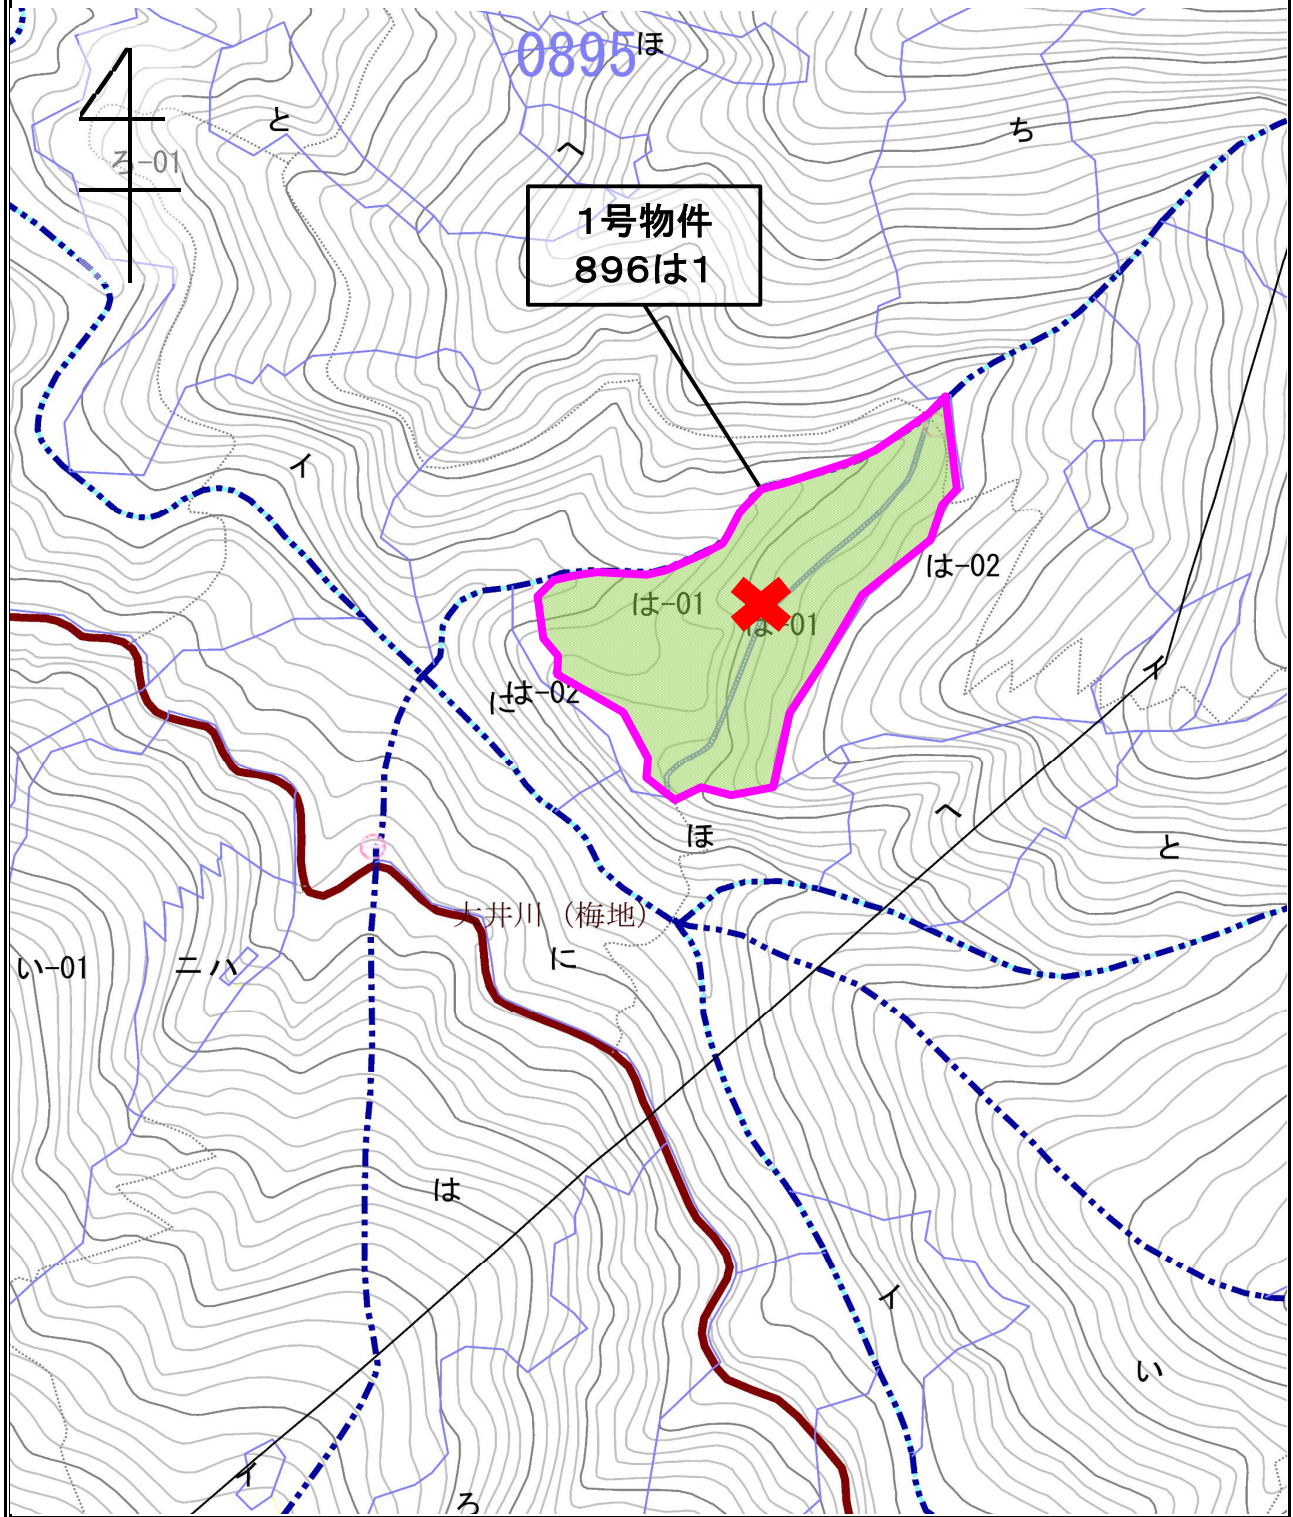 0895
ほ
と
ち
へ
ろ-01
1号物件
896は1
イ
は-02
は-01
は-01
イ
に
は-02
へ
ほ
と
大井川（梅地）
に
い-01
ニ
ハ
は
イ
い
イ
ろ